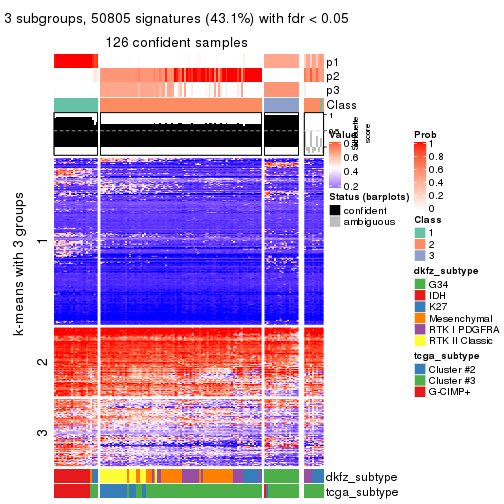 3 subgroups, 50805 signatures (43.1%) with fdr < 0.05
126 confident samples
p1
p2
p3
Class
1
score
Value
0.8
0.6
0.4
0.2
Status (barplots)
confident
ambiguous
Prob
1
0.8
0.6
0.4
0.2
0
Class
1
2
3
dkfz_subtype
G34
IDH
K27
Mesenchymal
RTK I PDGFRA
RTK II Classic
tcga_subtype
Cluster #2
Cluster #3
G-CIMP+
k-means with 3 groups
1
2
3
dkfz_subtype
tcga_subtype